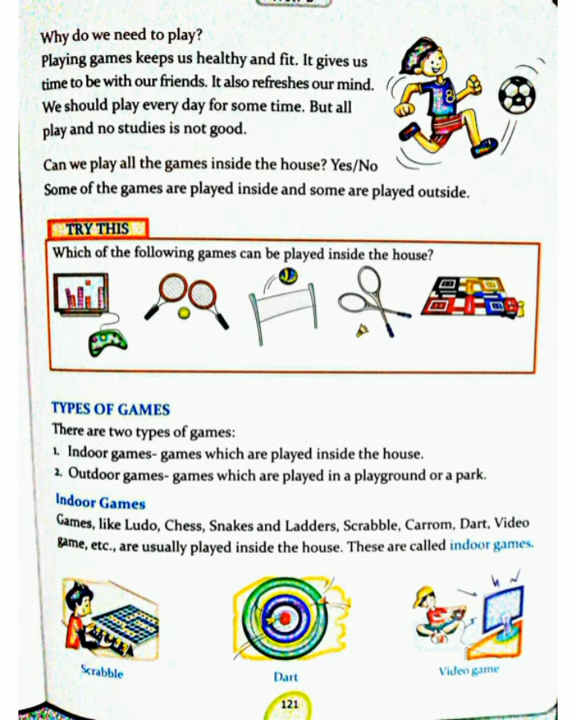 Why do we need to play?
Playing games keeps us healthy and fit. It gives us
time to be with our friends. It also refreshes our mind.
We should play every day for some time. But all
play and no studies is not good.
Can we play all the games inside the house? Yes/No
Some of the games are played inside and some are played outside.
TRY THIS
Which of the following games can be played inside the house?
TYPES OF GAMES
There are two types of games:
1. Indoor games- games which are played inside the house.
2. Outdoor games- games which are played in a playground or a park.
Indoor Games
Games, like Ludo, Chess, Snakes and Ladders, Scrabble, Carrom, Dart, Video
game, etc., are usually played inside the house. These are called indoor games.
Scrabble
Dart
Video game
121